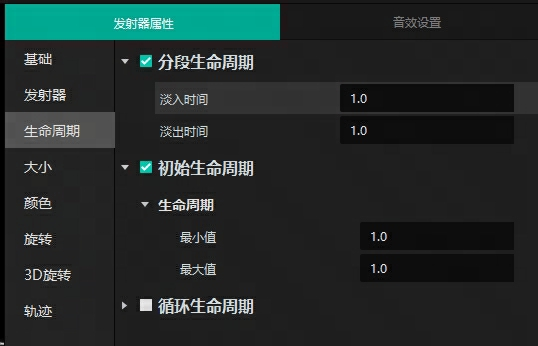 发射器属性 音效设置
基础
发射器
生命周期
大小
颜色
旋转
3D旋转
轨迹
分段生命周期
淡入时间 1.0
淡出时间 1.0
初始生命周期
生命周期
最小值 1.0
最大值 1.0
循环生命周期